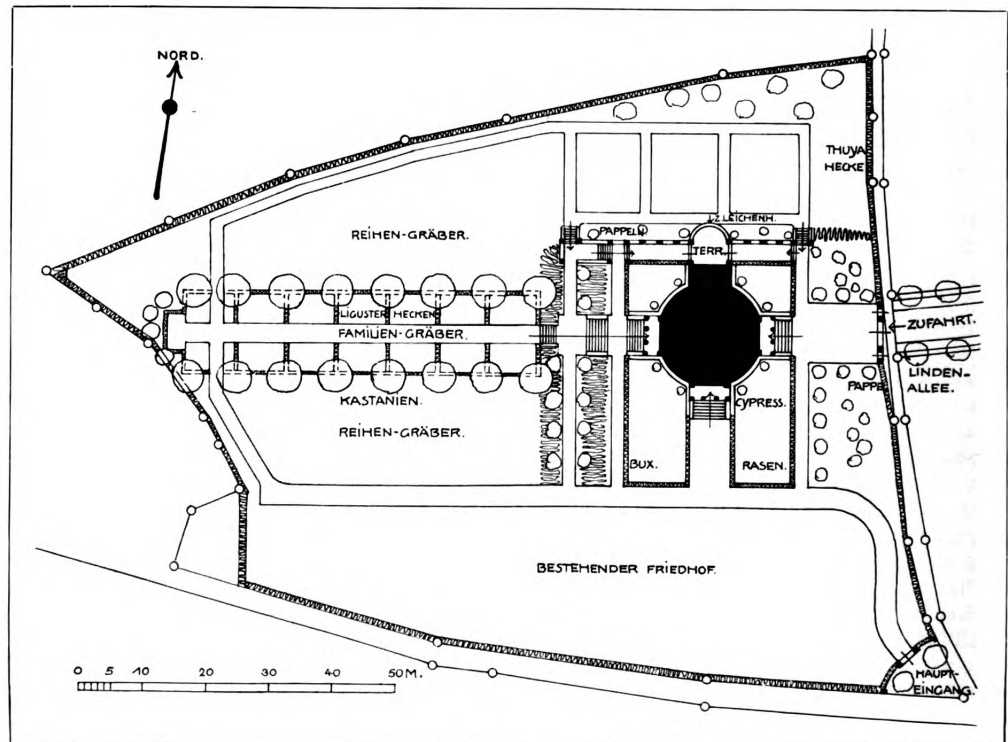 NORD.
THUYA
HECKE
↓Z.LEICHENH.
PAPPELN
TERR.
REIHEN-GRÄBER.
LIGUSTER HECKEN
FAMILIEN-GRÄBER.
←ZUFAHRT.
LINDEN-
ALLEE.
KASTANIEN.
PAPPE
CYPRESS.
REIHEN-GRÄBER.
BUX.
RASEN.
BESTEHENDER FRIEDHOF.
0 5 10 20 30 40 50 M.
HAUPT-
EINGANG.